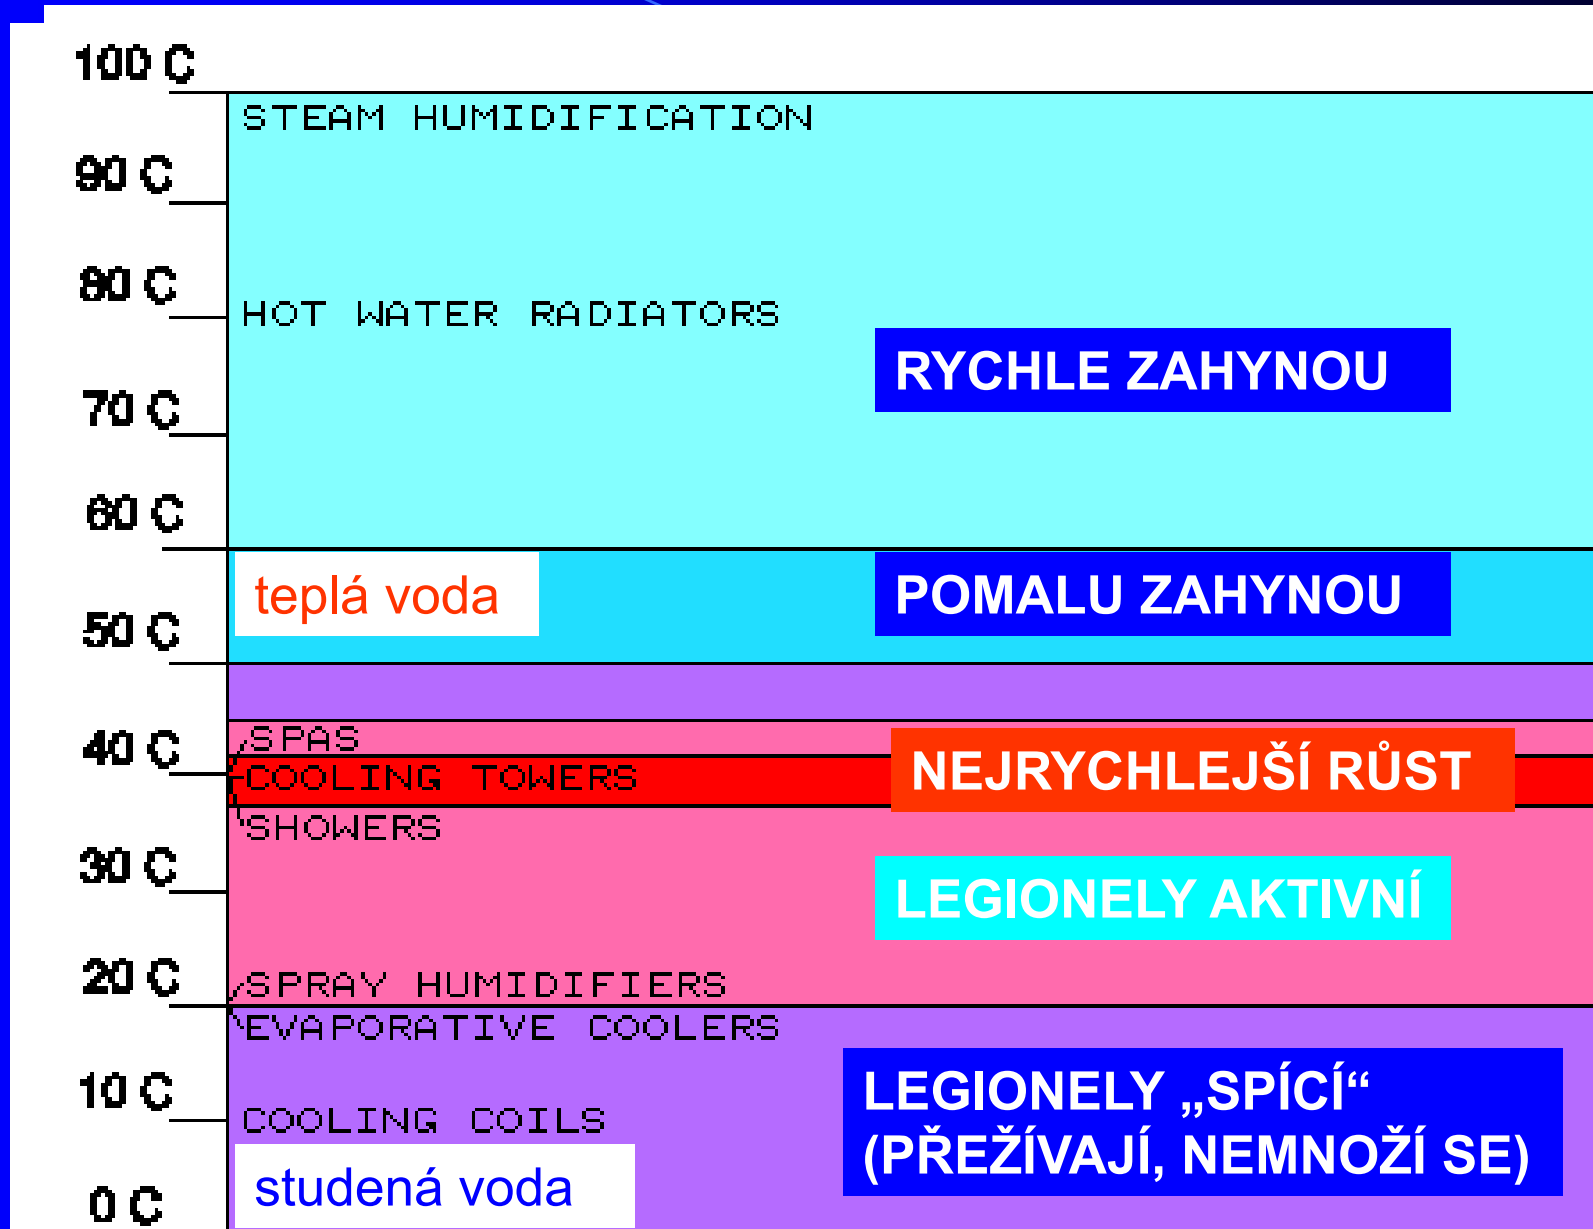 100 C
STEAM HUMIDIFICATION
90 C
80 C
HOT WATER RADIATORS
RYCHLE ZAHYNOU
70 C
60 C
teplá voda
POMALU ZAHYNOU
50 C
40 C
SPAS
NEJRYCHLEJŠÍ RŮST
COOLING TOWERS
SHOWERS
30 C
LEGIONELY AKTIVNÍ
20 C
SPRAY HUMIDIFIERS
EVAPORATIVE COOLERS
10 C
COOLING COILS
LEGIONELY „SPÍCÍ“
(PŘEŽÍVAJÍ, NEMNOŽÍ SE)
studená voda
0 C